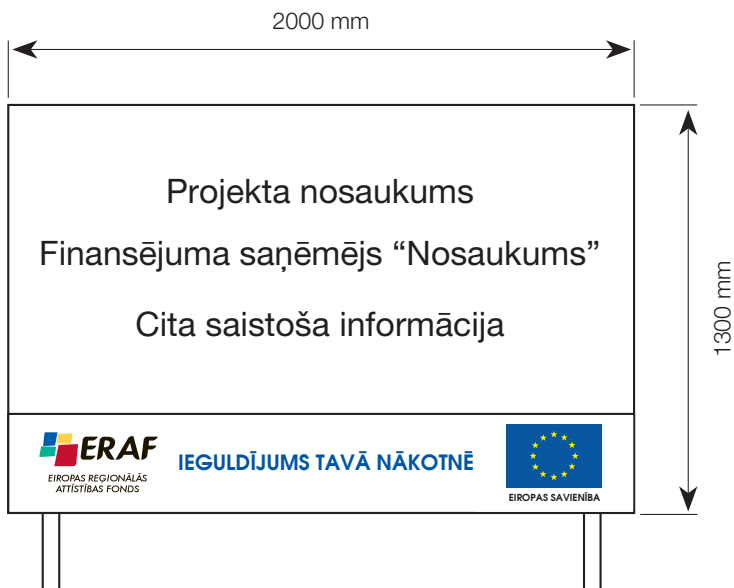 2000 mm
Projekta nosaukums
Finansējuma saņēmējs “Nosaukums”
Cita saistoša informācija
1300 mm
ERAF
EIROPAS REGIONĀLĀS
ATTĪSTĪBAS FONDS
IEGULDĪJUMS TAVĀ NĀKOTNĒ
EIROPAS SAVIENĪBA